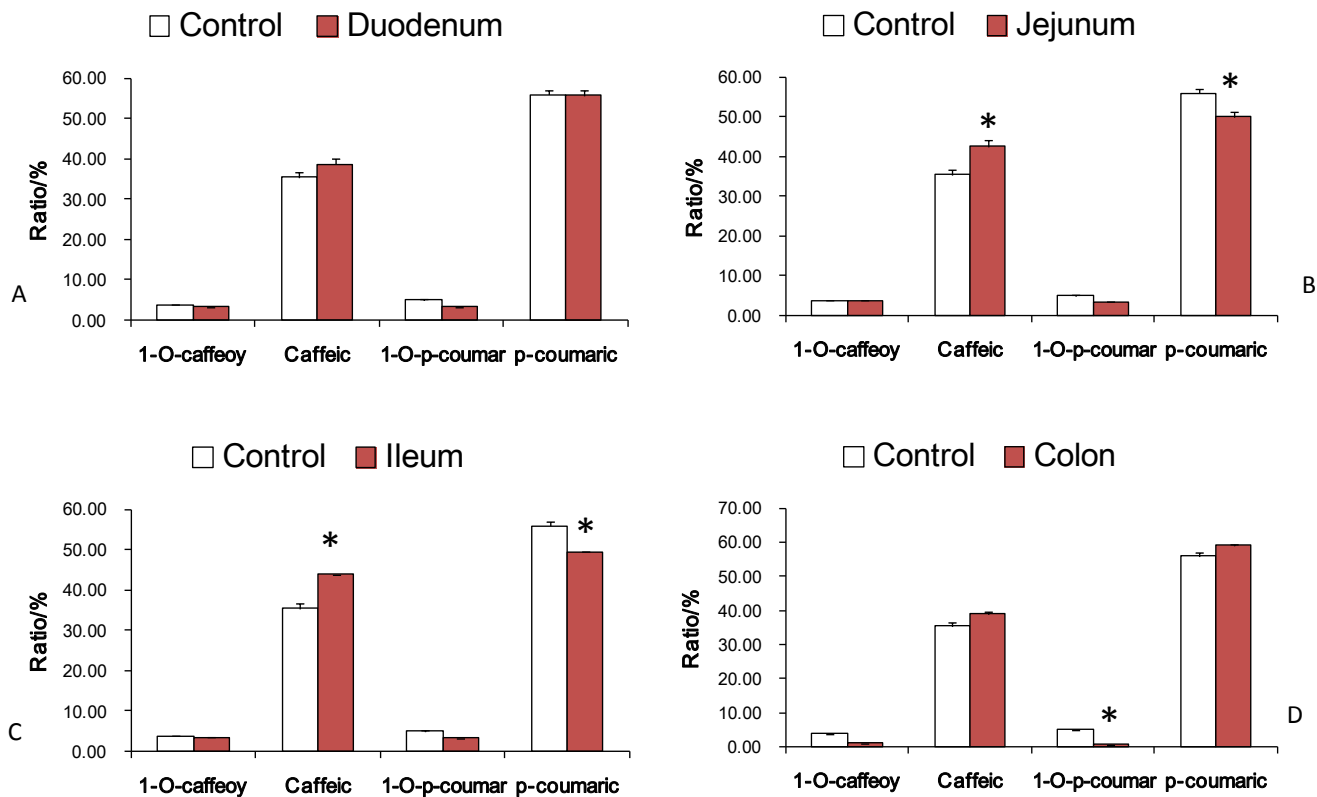 Control Duodenum
60.00
50.00
40.00
30.00
20.00
10.00
0.00
Ratio/%
A
1-O-caffeoy Caffeic 1-O-p-coumar p-coumaric
Control Jejunum
60.00
50.00
40.00
30.00
20.00
10.00
0.00
Ratio/%
* *
B
1-O-caffeoy Caffeic 1-O-p-coumar p-coumaric
Control Ileum
60.00
50.00
40.00
30.00
20.00
10.00
0.00
Ratio/%
* *
C
1-O-caffeoy Caffeic 1-O-p-coumar p-coumaric
Control Colon
70.00
60.00
50.00
40.00
30.00
20.00
10.00
0.00
Ratio/%
*
D
1-O-caffeoy Caffeic 1-O-p-coumar p-coumaric